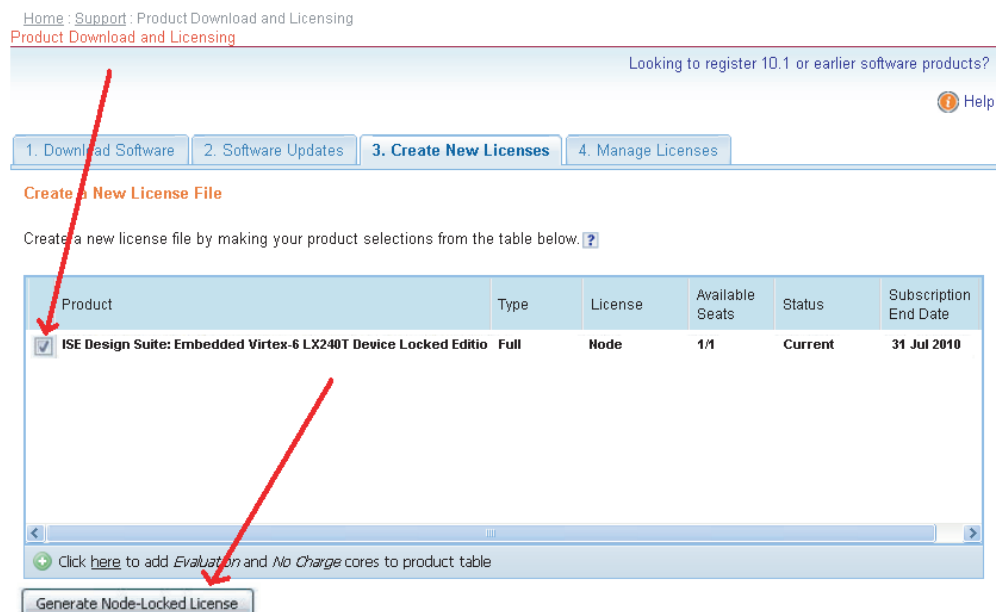 Home : Support : Product Download and Licensing
Product Download and Licensing
Looking to register 10.1 or earlier software products?
Help
1. Download Software 2. Software Updates 3. Create New Licenses 4. Manage Licenses
Create a New License File
Create a new license file by making your product selections from the table below. ?
Product Type License Available Seats Status Subscription End Date
ISE Design Suite: Embedded Virtex-6 LX240T Device Locked Editio Full Node 1/1 Current 31 Jul 2010
Click here to add Evaluation and No Charge cores to product table
Generate Node-Locked License